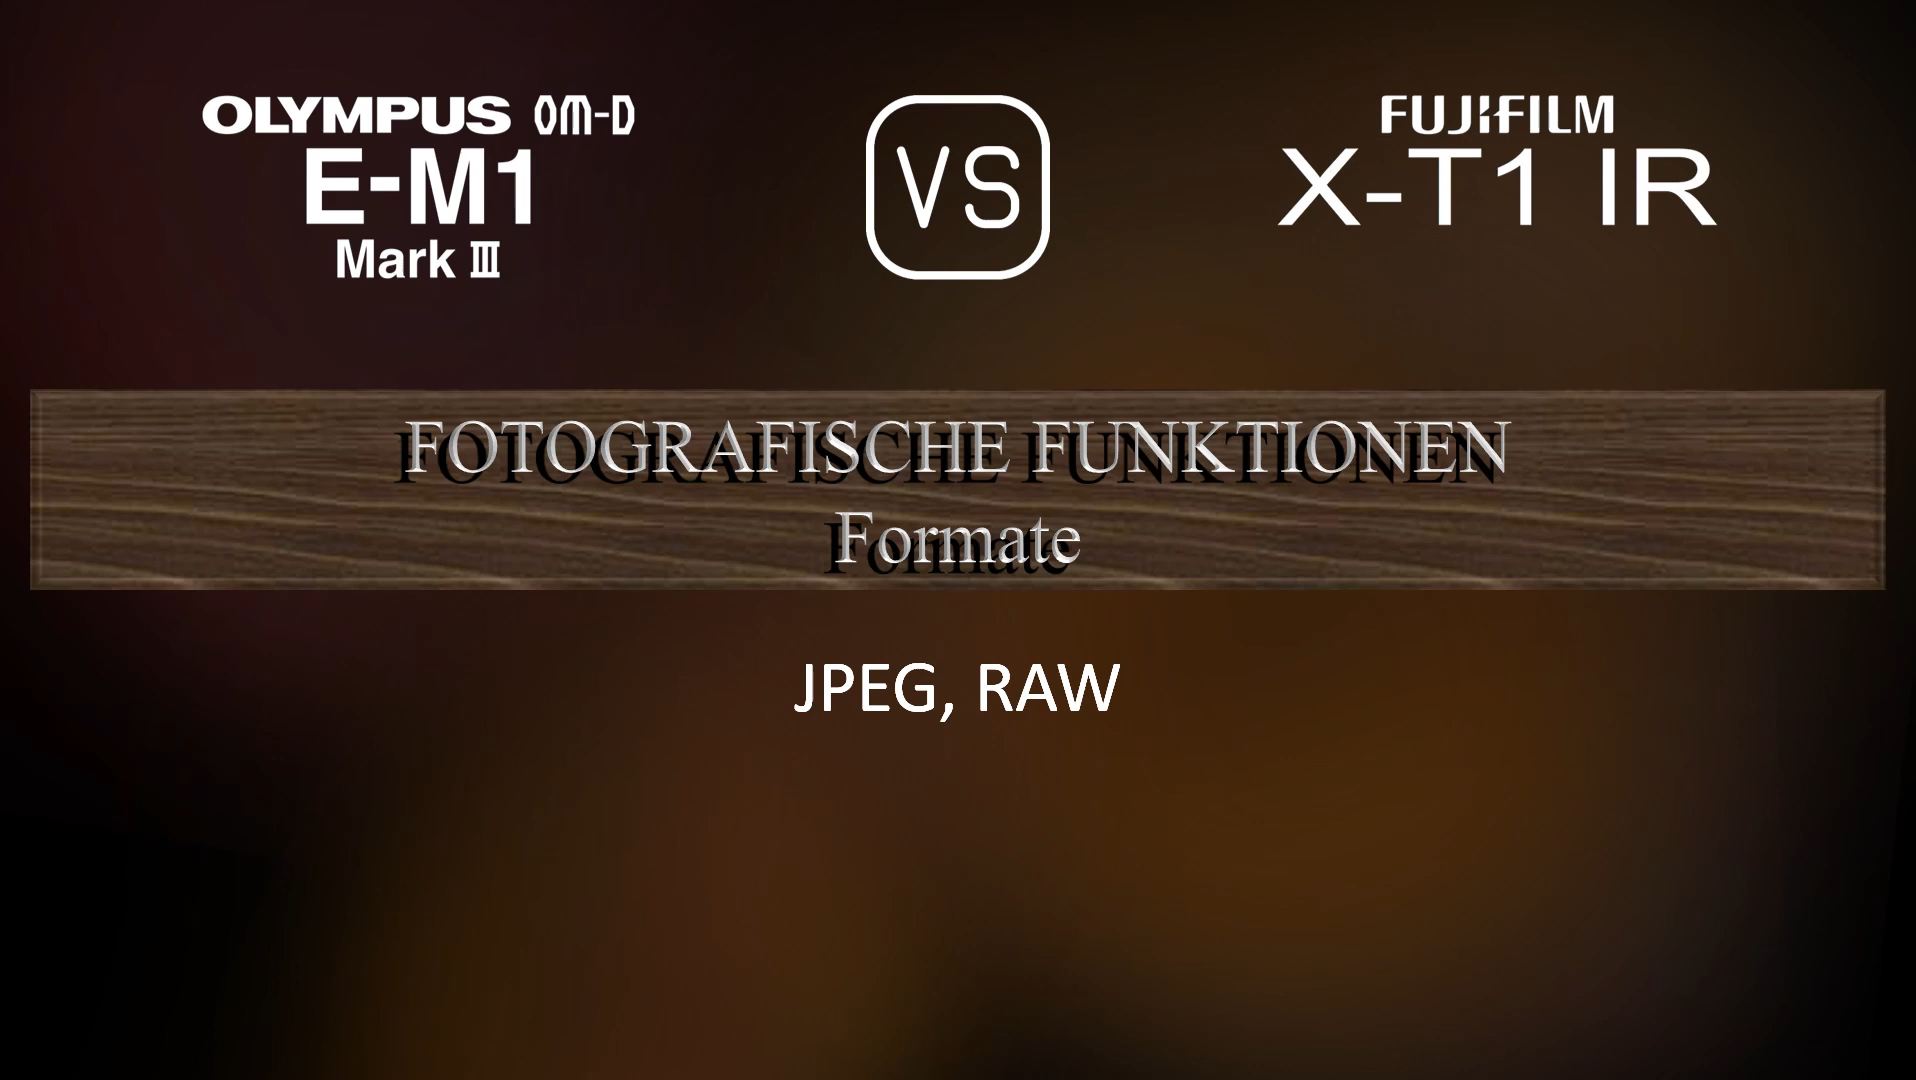 OLYMPUS OM-D
E-M1
Mark III
VS
FUJIFILM
X-T1 IR
FOTOGRAFISCHE FUNKTIONEN
Formate
JPEG, RAW